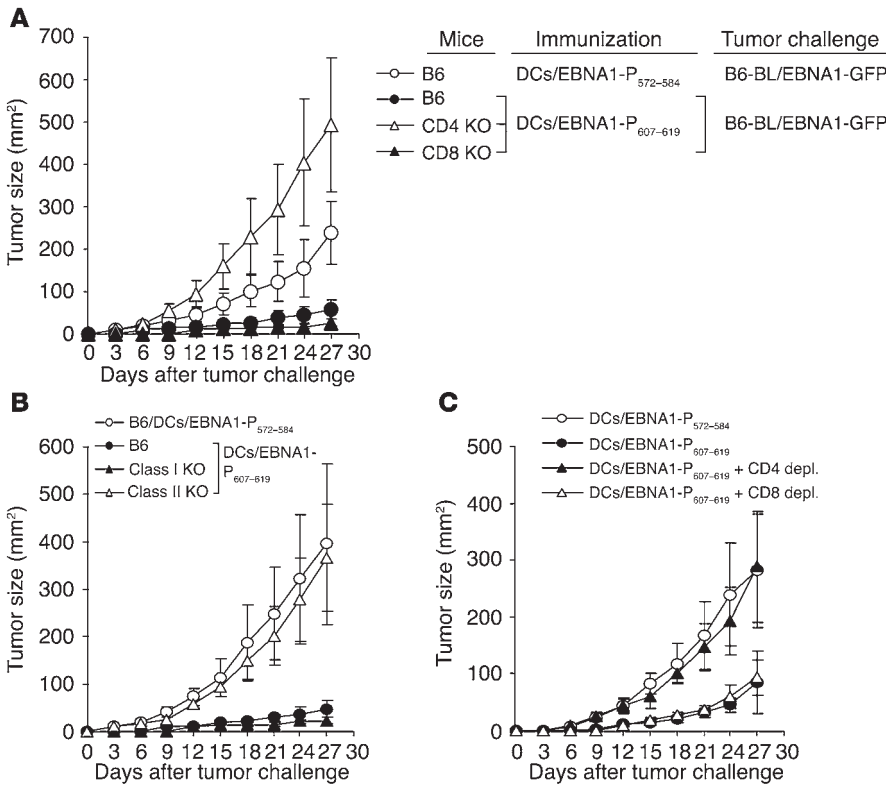 A
Mice Immunization Tumor challenge
B6 DCs/EBNA1-P572–584 B6-BL/EBNA1-GFP
B6
CD4 KO DCs/EBNA1-P607–619 B6-BL/EBNA1-GFP
CD8 KO
Tumor size (mm2)
700
600
500
400
300
200
100
0
0 3 6 9 12 15 18 21 24 27 30
Days after tumor challenge
B
B6/DCs/EBNA1-P572–584
B6
Class I KO
Class II KO
DCs/EBNA1-
P607–619
Tumor size (mm2)
600
500
400
300
200
100
0
0 3 6 9 12 15 18 21 24 27 30
Days after tumor challenge
C
DCs/EBNA1-P572–584
DCs/EBNA1-P607–619
DCs/EBNA1-P607–619 + CD4 depl.
DCs/EBNA1-P607–619 + CD8 depl.
Tumor size (mm2)
500
400
300
200
100
0
0 3 6 9 12 15 18 21 24 27 30
Days after tumor challenge